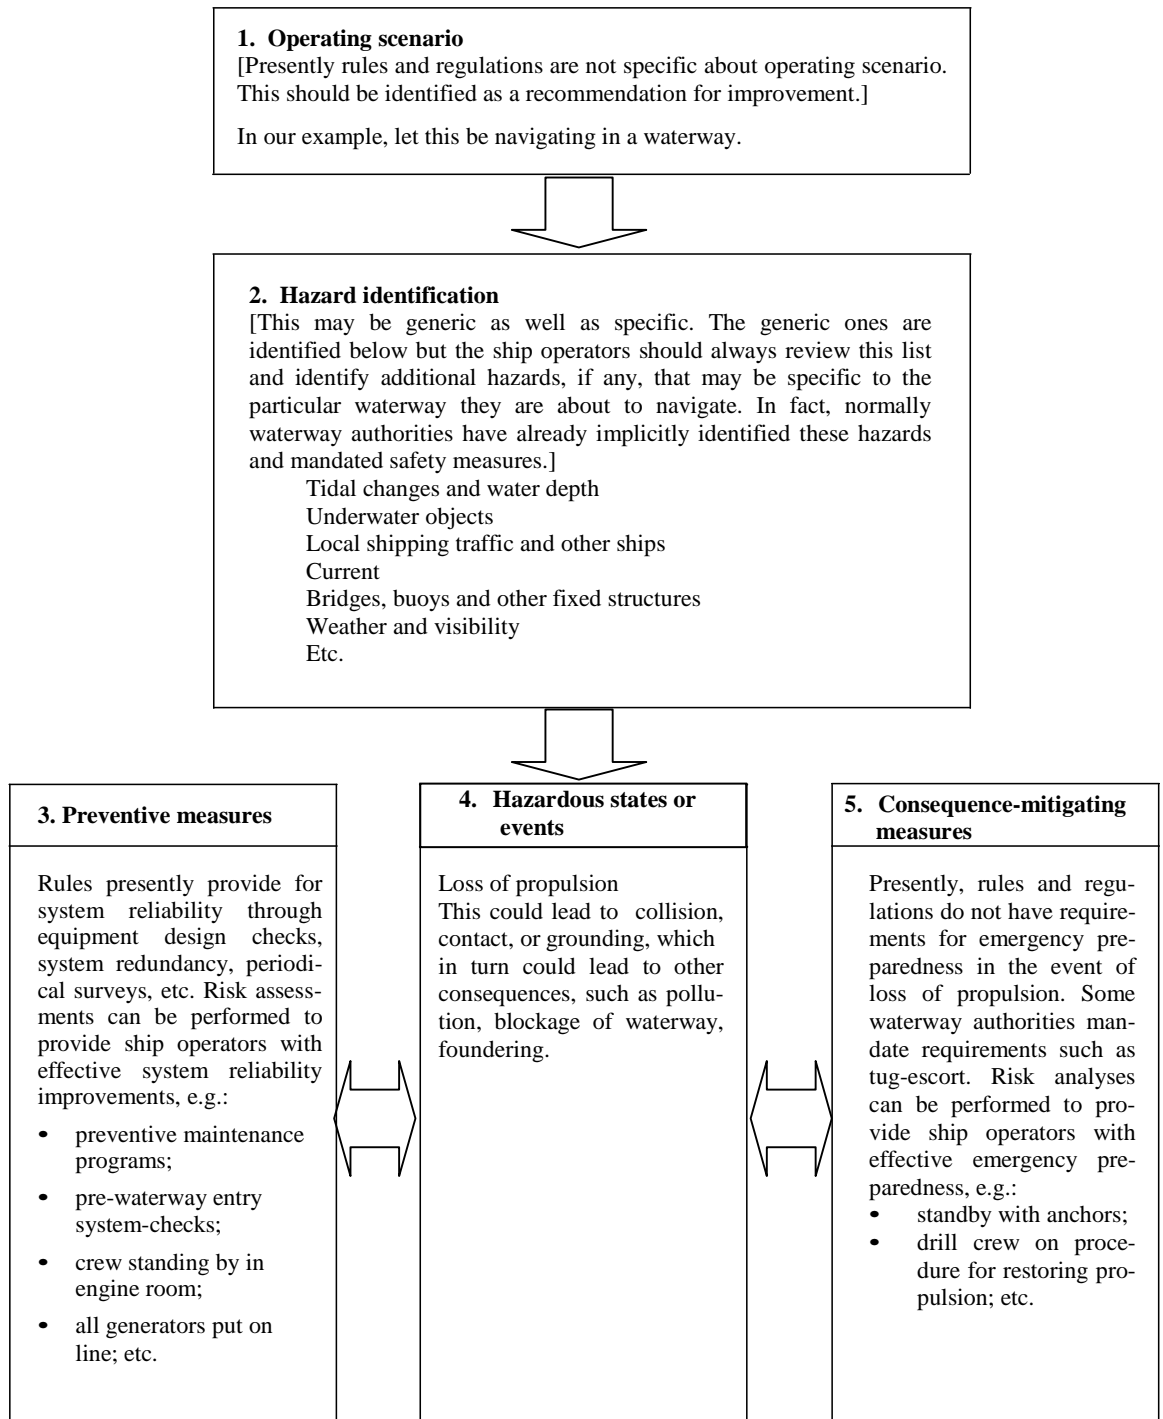 1. Operating scenario
[Presently rules and regulations are not specific about operating scenario.
This should be identified as a recommendation for improvement.]
In our example, let this be navigating in a waterway.
2. Hazard identification
[This may be generic as well as specific. The generic ones are
identified below but the ship operators should always review this list
and identify additional hazards, if any, that may be specific to the
particular waterway they are about to navigate. In fact, normally
waterway authorities have already implicitly identified these hazards
and mandated safety measures.]
Tidal changes and water depth
Underwater objects
Local shipping traffic and other ships
Current
Bridges, buoys and other fixed structures
Weather and visibility
Etc.
3. Preventive measures
Rules presently provide for
system reliability through
equipment design checks,
system redundancy, periodi-
cal surveys, etc. Risk assess-
ments can be performed to
provide ship operators with
effective system reliability
improvements, e.g.:
• preventive maintenance
programs;
• pre-waterway entry
system-checks;
• crew standing by in
engine room;
• all generators put on
line; etc.
4. Hazardous states or
events
Loss of propulsion
This could lead to collision,
contact, or grounding, which
in turn could lead to other
consequences, such as pollu-
tion, blockage of waterway,
foundering.
5. Consequence-mitigating
measures
Presently, rules and regu-
lations do not have require-
ments for emergency pre-
paredness in the event of
loss of propulsion. Some
waterway authorities man-
date requirements such as
tug-escort. Risk analyses
can be performed to pro-
vide ship operators with
effective emergency pre-
paredness, e.g.:
• standby with anchors;
• drill crew on proce-
dure for restoring pro-
pulsion; etc.